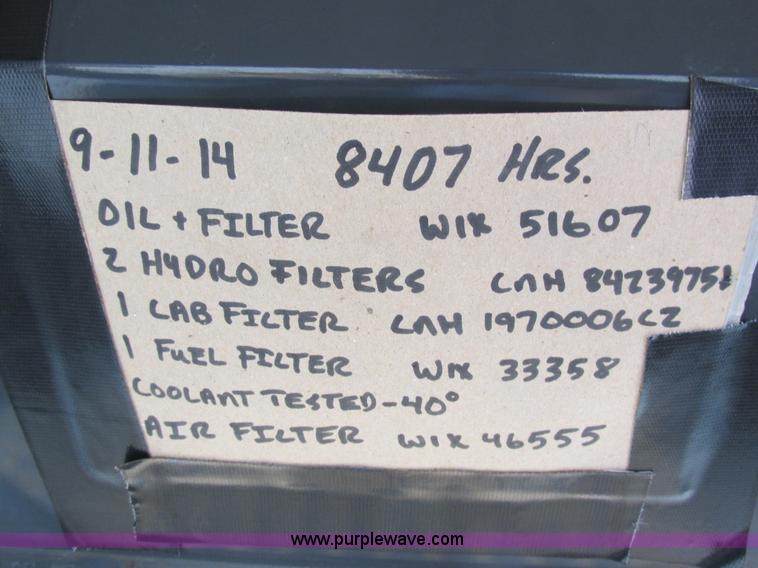 9-11-14 8407 HRS.
OIL + FILTER WIX 51607
2 HYDRO FILTERS CNH
1 CAB FILTER CNH 1970006C2
1 FUEL FILTER WIX 33358
COOLANT TESTED -40°
AIR FILTER WIX 46555
www.purplewave.com